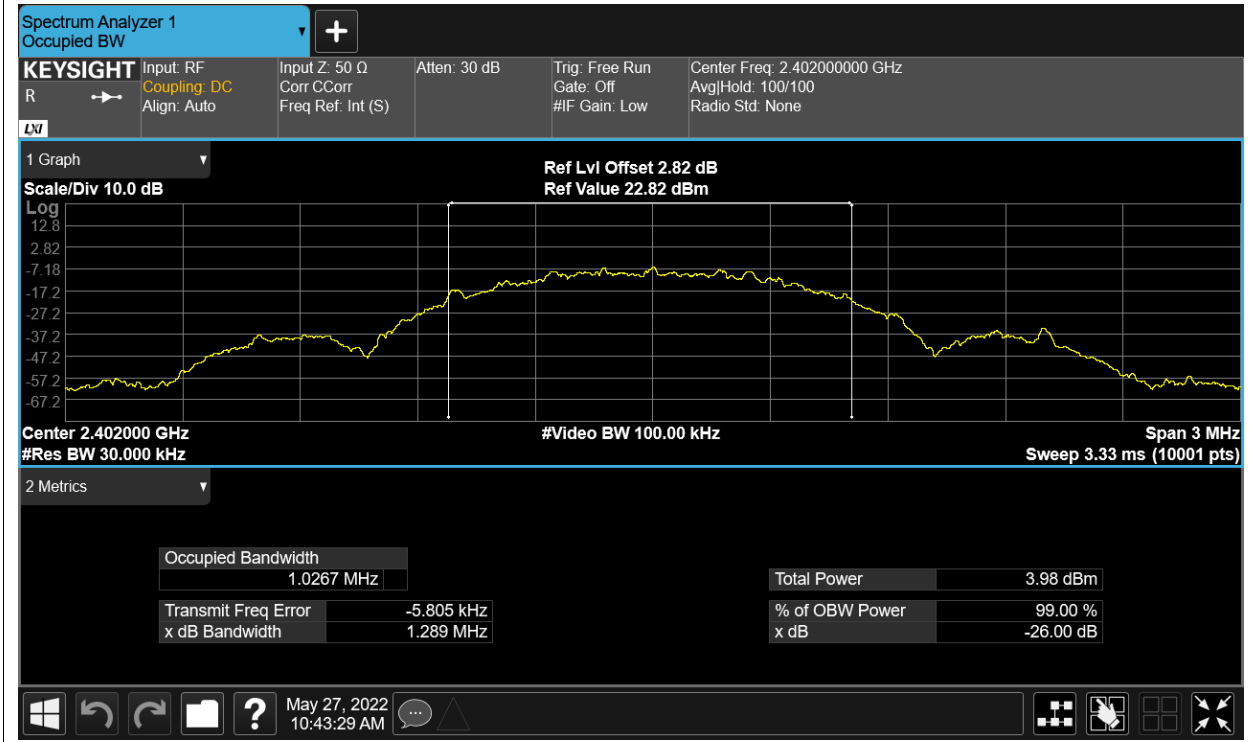 Spectrum Analyzer 1
Occupied BW
KEYSIGHT
R
LXI
Input: RF
Coupling: DC
Align: Auto
Input Z: 50 Ω
Corr CCorr
Freq Ref: Int (S)
Atten: 30 dB
Trig: Free Run
Gate: Off
#IF Gain: Low
Center Freq: 2.402000000 GHz
Avg|Hold: 100/100
Radio Std: None
1 Graph
Scale/Div 10.0 dB
Ref Lvl Offset 2.82 dB
Ref Value 22.82 dBm
Log
12.8
2.82
-7.18
-17.2
-27.2
-37.2
-47.2
-57.2
-67.2
Center 2.402000 GHz
#Video BW 100.00 kHz
Span 3 MHz
#Res BW 30.000 kHz
Sweep 3.33 ms (10001 pts)
2 Metrics
Occupied Bandwidth
1.0267 MHz
Total Power 3.98 dBm
Transmit Freq Error -5.805 kHz
% of OBW Power 99.00 %
x dB Bandwidth 1.289 MHz
x dB -26.00 dB
May 27, 2022
10:43:29 AM